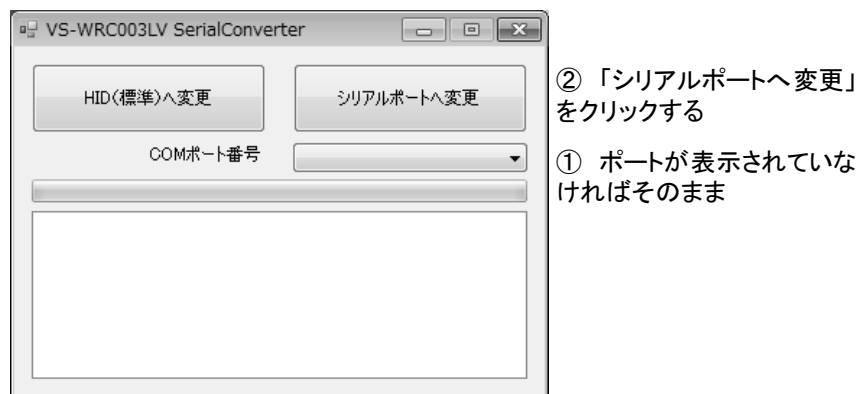 VS-WRC003LV SerialConverter
HID(標準)へ変更
シリアルポートへ変更
COMポート番号
② 「シリアルポートへ変更」
をクリックする
① ポートが表示されていな
ければそのまま